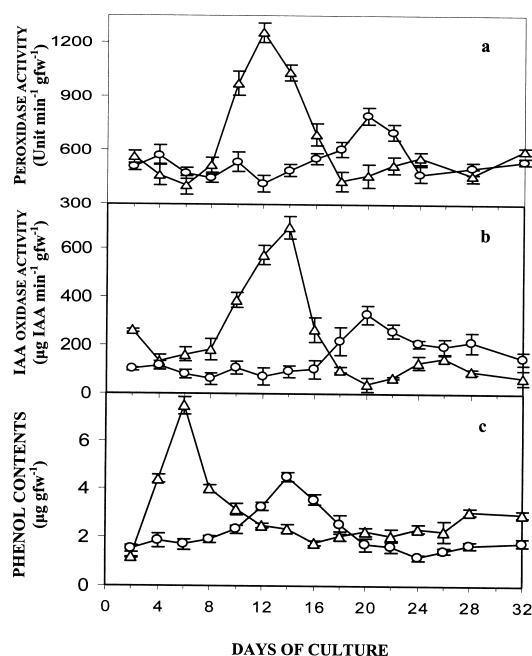 PEROXIDASE ACTIVITY
(Unit min⁻¹ gfw⁻¹)
1200
900
600
300
a
IAA OXIDASE ACTIVITY
(µg IAA min⁻¹ gfw⁻¹)
600
400
200
0
b
PHENOL CONTENTS
(µg gfw⁻¹)
6
4
2
0
c
0 4 8 12 16 20 24 28 32
DAYS OF CULTURE